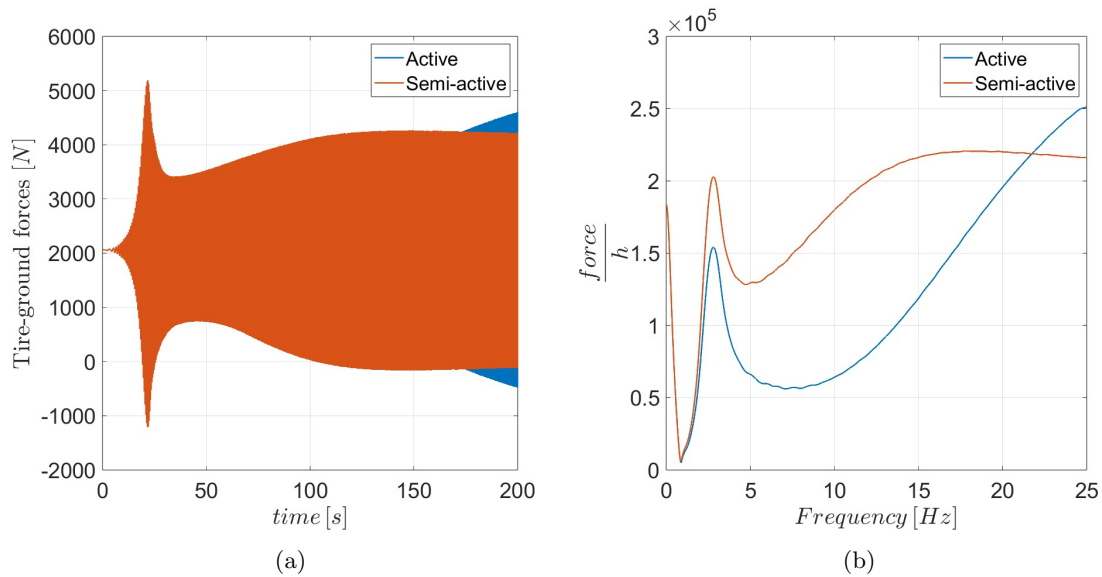 6000
5000
4000
3000
2000
1000
0
-1000
-2000
Tire-ground forces [N]
Active
Semi-active
0 50 100 150 200
time [s]
(a)
×10^5
3
2.5
2
1.5
1
0.5
0
force
h
Active
Semi-active
0 5 10 15 20 25
Frequency [Hz]
(b)